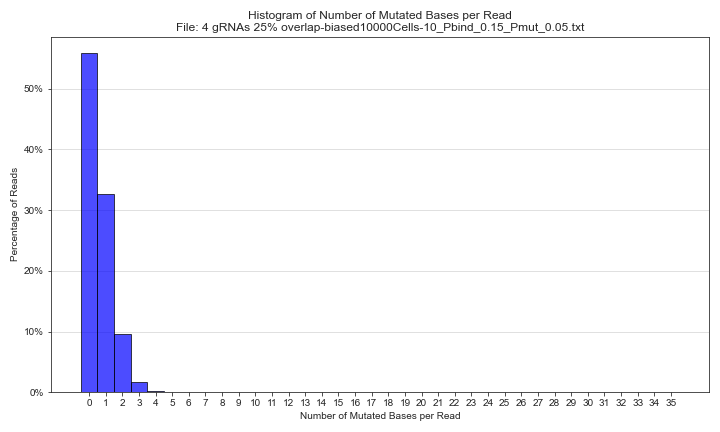 Histogram of Number of Mutated Bases per Read
File: 4 gRNAs 25% overlap-biased10000Cells-10_Pbind_0.15_Pmut_0.05.txt
Percentage of Reads
50%
40%
30%
20%
10%
0%
0 1 2 3 4 5 6 7 8 9 10 11 12 13 14 15 16 17 18 19 20 21 22 23 24 25 26 27 28 29 30 31 32 33 34 35
Number of Mutated Bases per Read